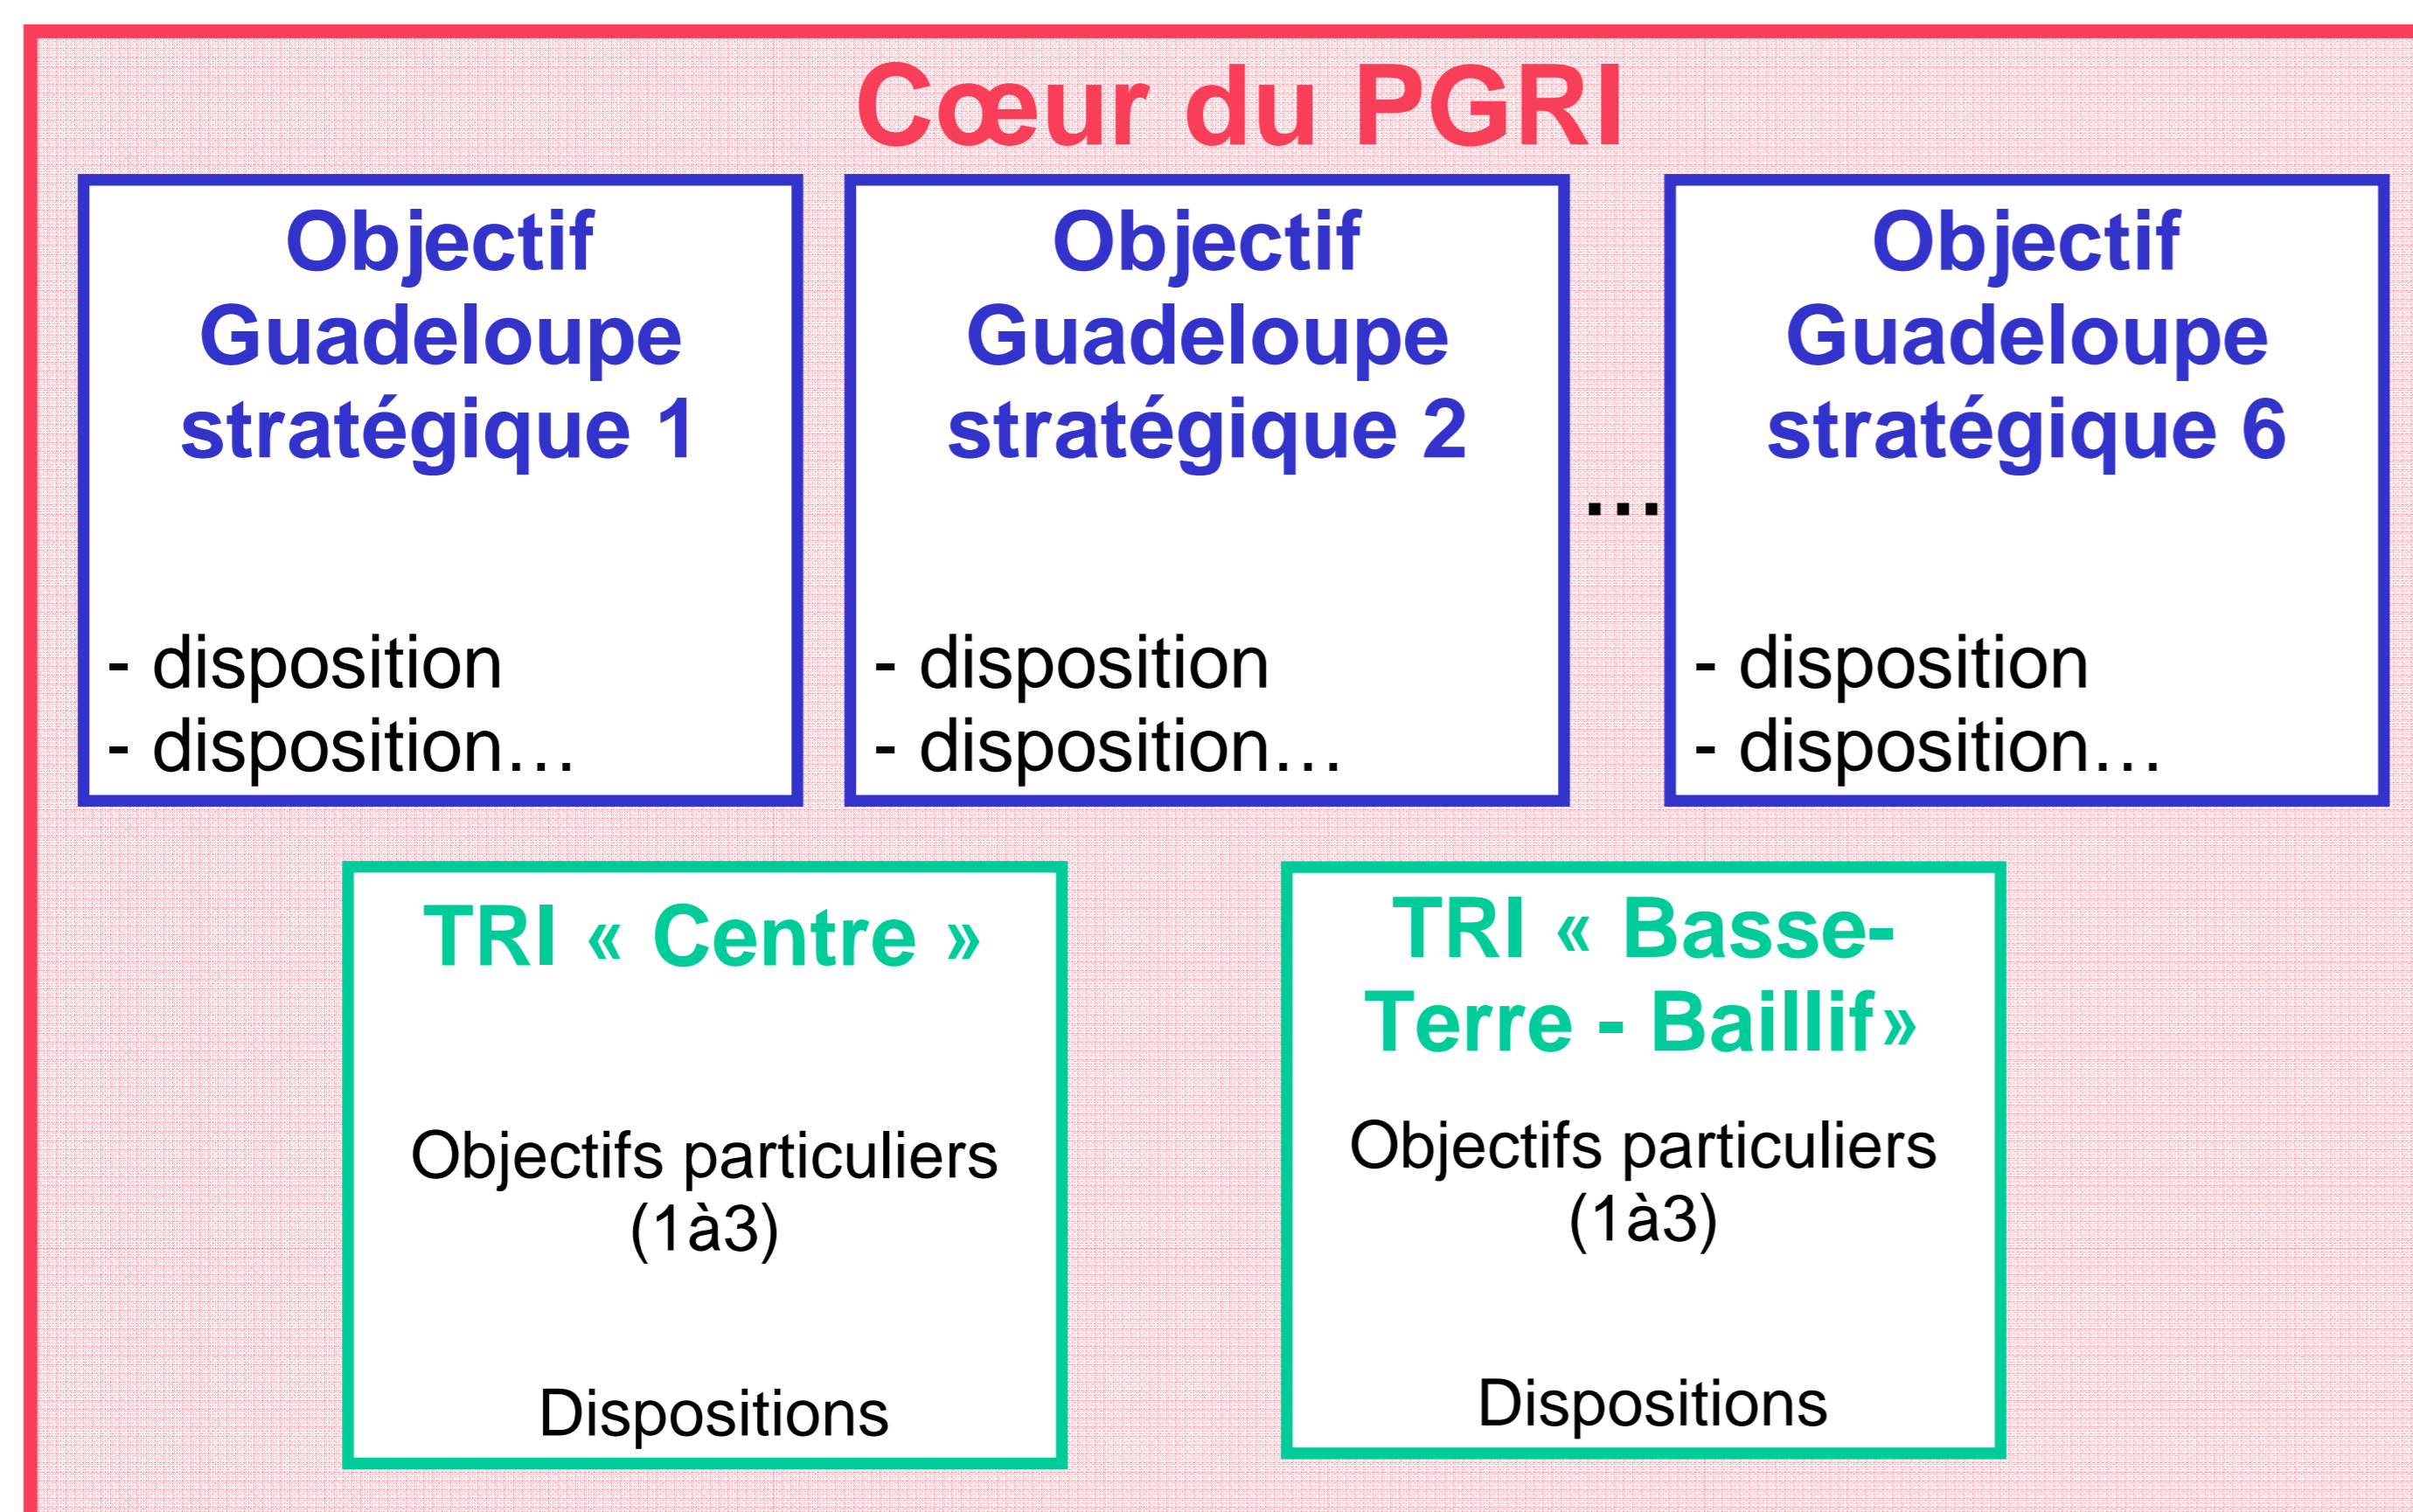 Cœur du PGRI
Objectif
Guadeloupe
stratégique 1
- disposition
- disposition…
Objectif
Guadeloupe
stratégique 2
- disposition
- disposition…
…
Objectif
Guadeloupe
stratégique 6
- disposition
- disposition…
TRI « Centre »
Objectifs particuliers
(1à3)
Dispositions
TRI « Basse-
Terre - Baillif»
Objectifs particuliers
(1à3)
Dispositions